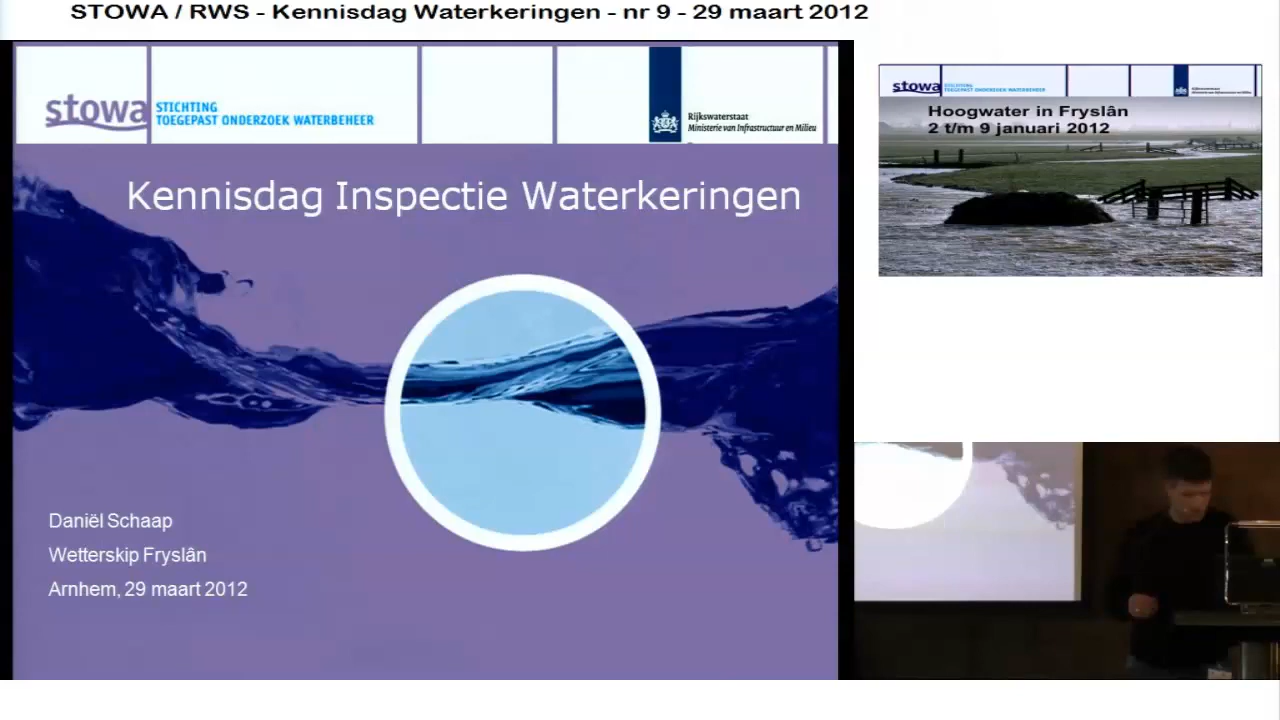 STOWA / RWS - Kennisdag Waterkeringen - nr 9 - 29 maart 2012
stowa
STICHTING
TOEGEPAST ONDERZOEK WATERBEHEER
Rijkswaterstaat
Ministerie van Infrastructuur en Milieu
Kennisdag Inspectie Waterkeringen
Daniël Schaap
Wetterskip Fryslân
Arnhem, 29 maart 2012
stowa
STICHTING
TOEGEPAST ONDERZOEK WATERBEHEER
Hoogwater in Fryslân
2 t/m 9 januari 2012